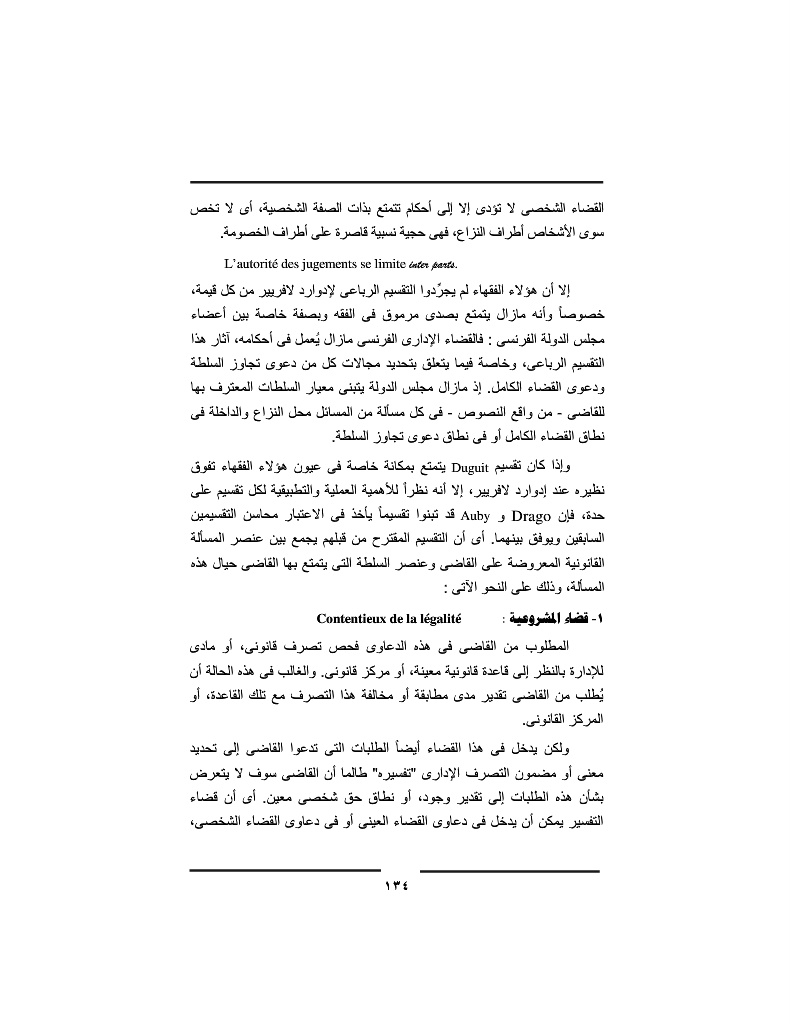 القضاء الشخصى لا تؤدى إلا إلى أحكام تتمتع بذات الصفة الشخصية، أى لا تخص
سوى الأشخاص أطراف النزاع، فهى حجية نسبية قاصرة على أطراف الخصومة.
L'autorité des jugements se limite inter parts.
إلا أن هؤلاء الفقهاء لم يجرِّدوا التقسيم الرباعى لإدوارد لافريير من كل قيمة،
خصوصاً وأنه مازال يتمتع بصدى مرموق فى الفقه وبصفة خاصة بين أعضاء
مجلس الدولة الفرنسى : فالقضاء الإدارى الفرنسى مازال يُعمل فى أحكامه، آثار هذا
التقسيم الرباعى، وخاصة فيما يتعلق بتحديد مجالات كل من دعوى تجاوز السلطة
ودعوى القضاء الكامل. إذ مازال مجلس الدولة يتبنى معيار السلطات المعترف بها
للقاضى - من واقع النصوص - فى كل مسألة من المسائل محل النزاع والداخلة فى
نطاق القضاء الكامل أو فى نطاق دعوى تجاوز السلطة.
وإذا كان تقسيم Duguit يتمتع بمكانة خاصة فى عيون هؤلاء الفقهاء تفوق
نظيره عند إدوارد لافريير، إلا أنه نظراً للأهمية العملية والتطبيقية لكل تقسيم على
حدة، فإن Drago و Auby قد تبنوا تقسيماً يأخذ فى الاعتبار محاسن التقسيمين
السابقين ويوفق بينهما. أى أن التقسيم المقترح من قبلهم يجمع بين عنصر المسألة
القانونية المعروضة على القاضى وعنصر السلطة التى يتمتع بها القاضى حيال هذه
المسألة، وذلك على النحو الآتى :
١- قضاء المشروعية : Contentieux de la légalité
المطلوب من القاضى فى هذه الدعاوى فحص تصرف قانونى، أو مادى
للإدارة بالنظر إلى قاعدة قانونية معينة، أو مركز قانونى. والغالب فى هذه الحالة أن
يُطلب من القاضى تقدير مدى مطابقة أو مخالفة هذا التصرف مع تلك القاعدة، أو
المركز القانونى.
ولكن يدخل فى هذا القضاء أيضاً الطلبات التى تدعوا القاضى إلى تحديد
معنى أو مضمون التصرف الإدارى "تفسيره" طالما أن القاضى سوف لا يتعرض
بشأن هذه الطلبات إلى تقدير وجود، أو نطاق حق شخصى معين. أى أن قضاء
التفسير يمكن أن يدخل فى دعاوى القضاء العينى أو فى دعاوى القضاء الشخصى،
١٣٤